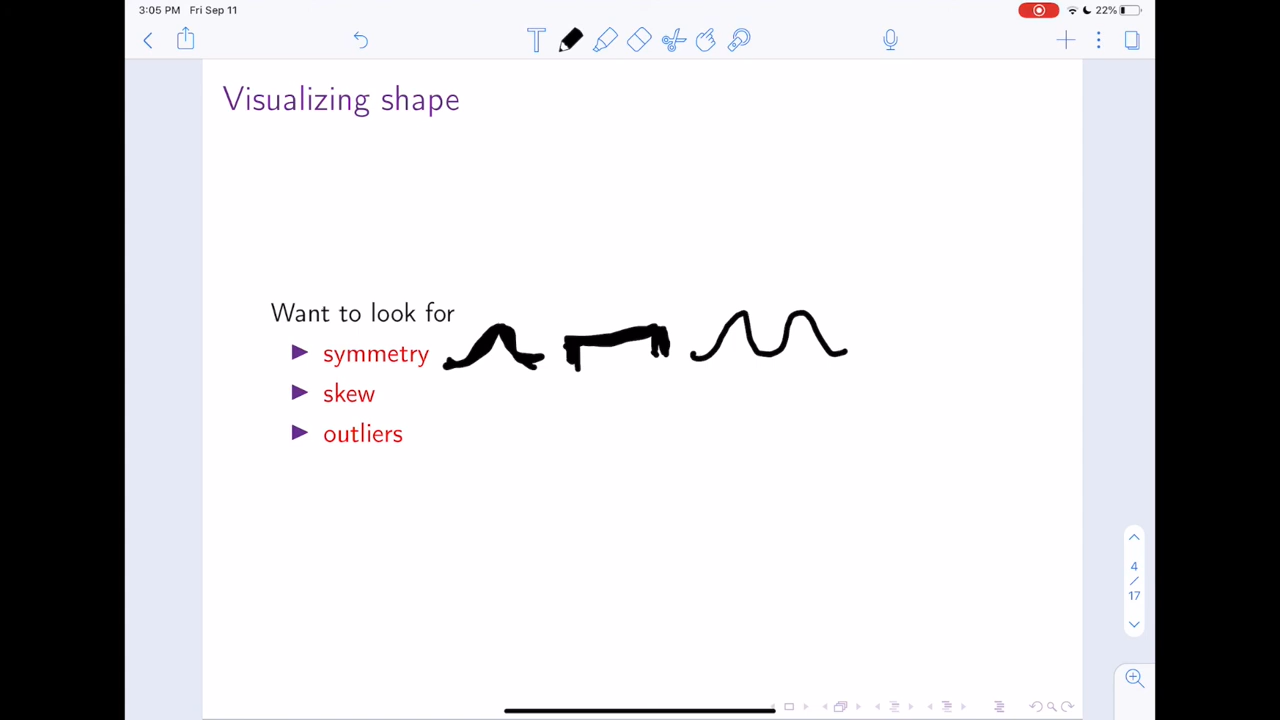 3:05 PM Fri Sep 11
22%
T
Visualizing shape
Want to look for
symmetry
skew
outliers
4
/
17